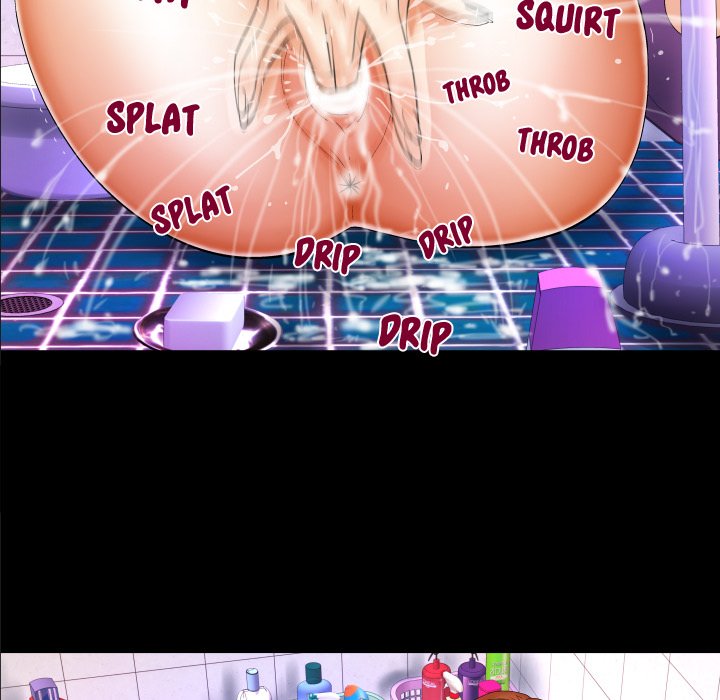 SQUIRT
THROB
SPLAT
THROB
SPLAT
DRIP
DRIP
DRIP